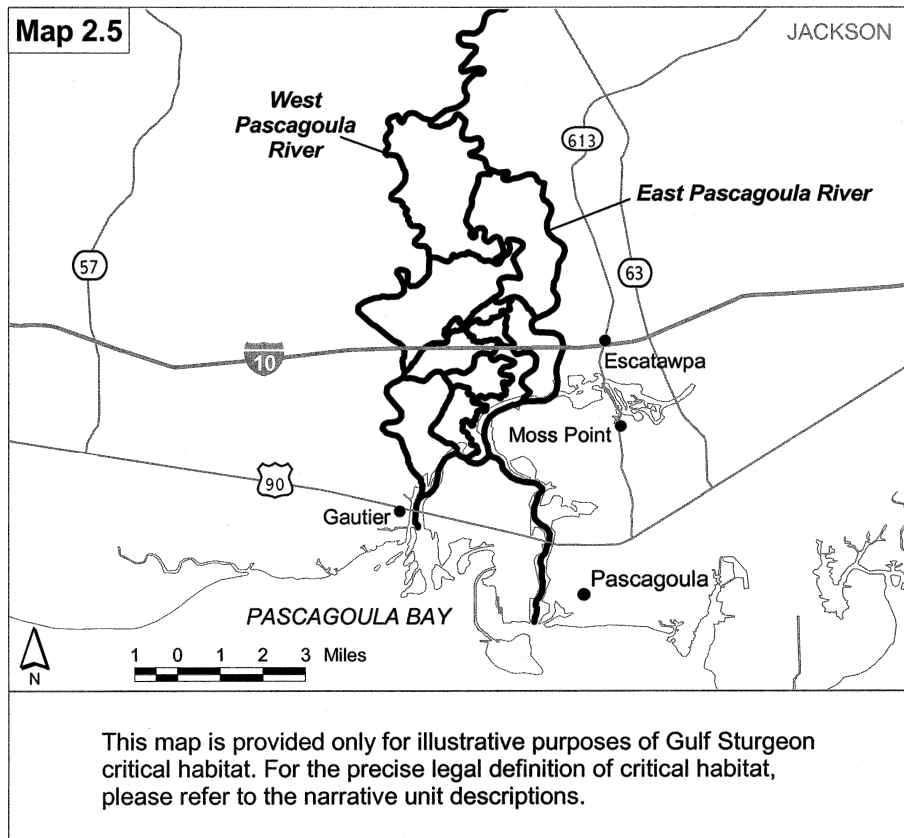 Map 2.5
JACKSON
West
Pascagoula
River
613
East Pascagoula River
57
63
10
Escatawpa
Moss Point
90
Gautier
Pascagoula
PASCAGOULA BAY
N
1 0 1 2 3 Miles
This map is provided only for illustrative purposes of Gulf Sturgeon
critical habitat. For the precise legal definition of critical habitat,
please refer to the narrative unit descriptions.